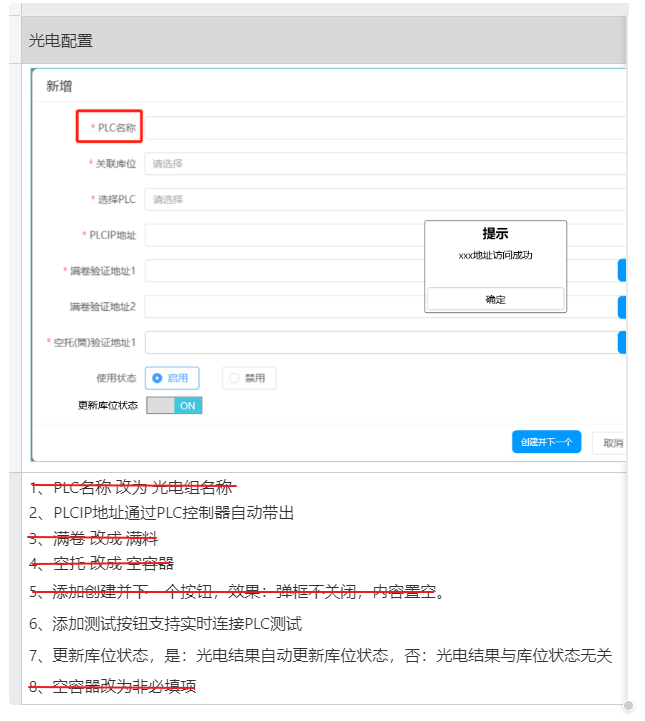 光电配置
新增
* PLC名称
* 关联库位 请选择
* 选择PLC 请选择
* PLCIP地址
提示
xxx地址访问成功
* 满卷验证地址1
满卷验证地址2
确定
* 空托(筒)验证地址1
使用状态 启用 禁用
更新库位状态 ON
创建并下一个 取消
1、PLC名称 改为 光电组名称
2、PLCIP地址通过PLC控制器自动带出
3、满卷 改成 满料
4、空托 改成 空容器
5、添加创建并下一个按钮，效果：弹框不关闭，内容置空。
6、添加测试按钮支持实时连接PLC测试
7、更新库位状态，是：光电结果自动更新库位状态，否：光电结果与库位状态无关
8、空容器改为非必填项